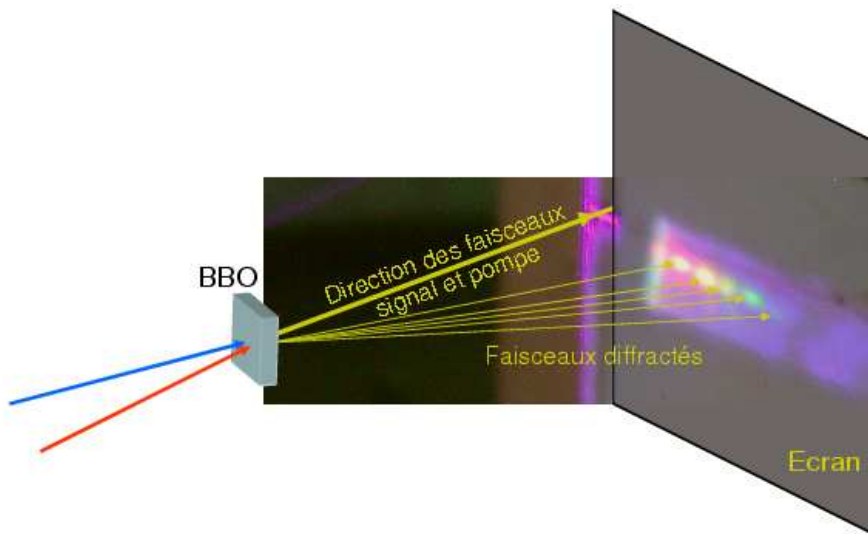 BBO
Direction des faisceaux
signal et pompe
Faisceaux diffractés
Ecran